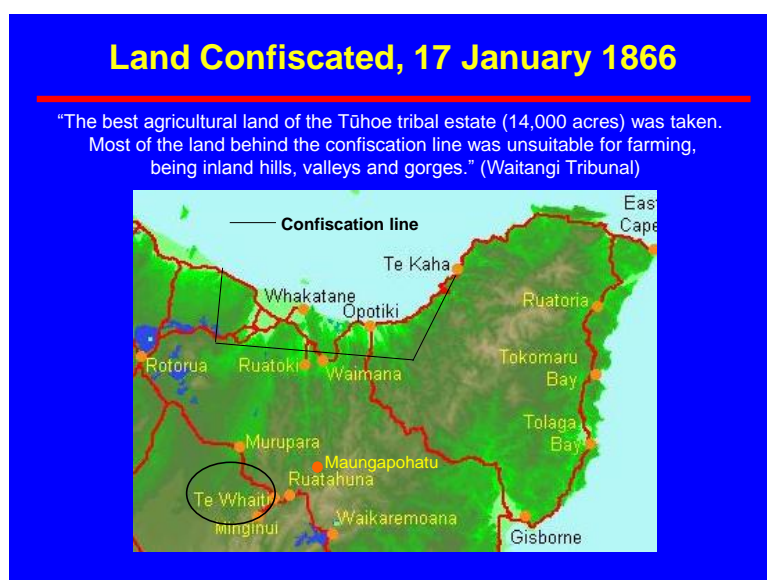 Land Confiscated, 17 January 1866
“The best agricultural land of the Tūhoe tribal estate (14,000 acres) was taken.
Most of the land behind the confiscation line was unsuitable for farming,
being inland hills, valleys and gorges.” (Waitangi Tribunal)
East
Cape
Confiscation line
Te Kaha
Whakatane
Opotiki
Ruatoria
Rotorua
Ruatoki
Waimana
Tokomaru
Bay
Tolaga
Bay
Murupara
Maungapohatu
Ruatahuna
Te Whaiti
Minginui
Waikaremoana
Gisborne